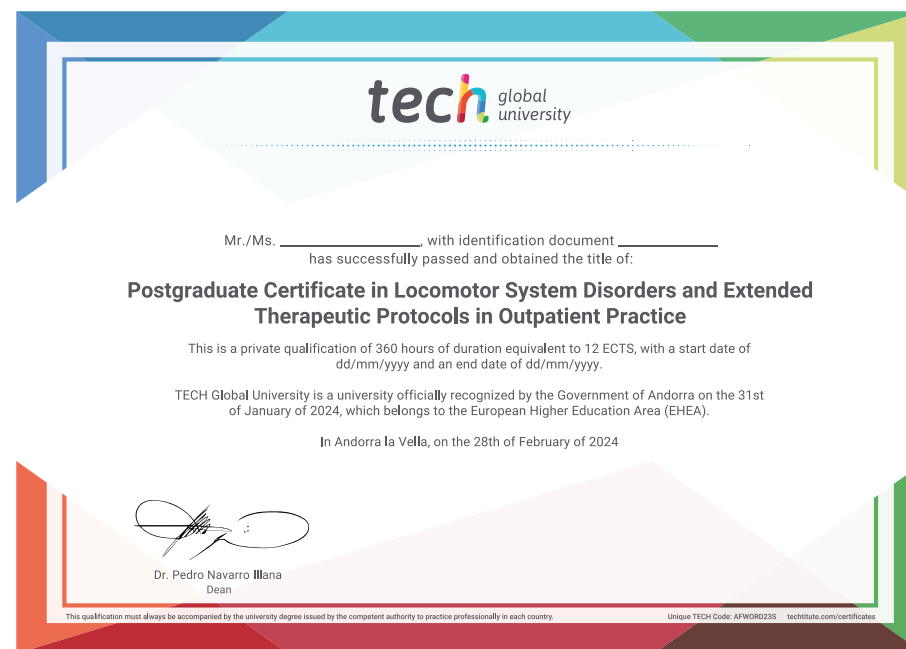 tech global university
Mr./Ms. ____________, with identification document ____________
has successfully passed and obtained the title of:
Postgraduate Certificate in Locomotor System Disorders and Extended
Therapeutic Protocols in Outpatient Practice
This is a private qualification of 360 hours of duration equivalent to 12 ECTS, with a start date of
dd/mm/yyyy and an end date of dd/mm/yyyy.
TECH Global University is a university officially recognized by the Government of Andorra on the 31st
of January of 2024, which belongs to the European Higher Education Area (EHEA).
In Andorra la Vella, on the 28th of February of 2024
Dr. Pedro Navarro Illana
Dean
This qualification must always be accompanied by the university degree issued by the competent authority to practice professionally in each country.
Unique TECH Code: AFWORD23S techtitute.com/certificates